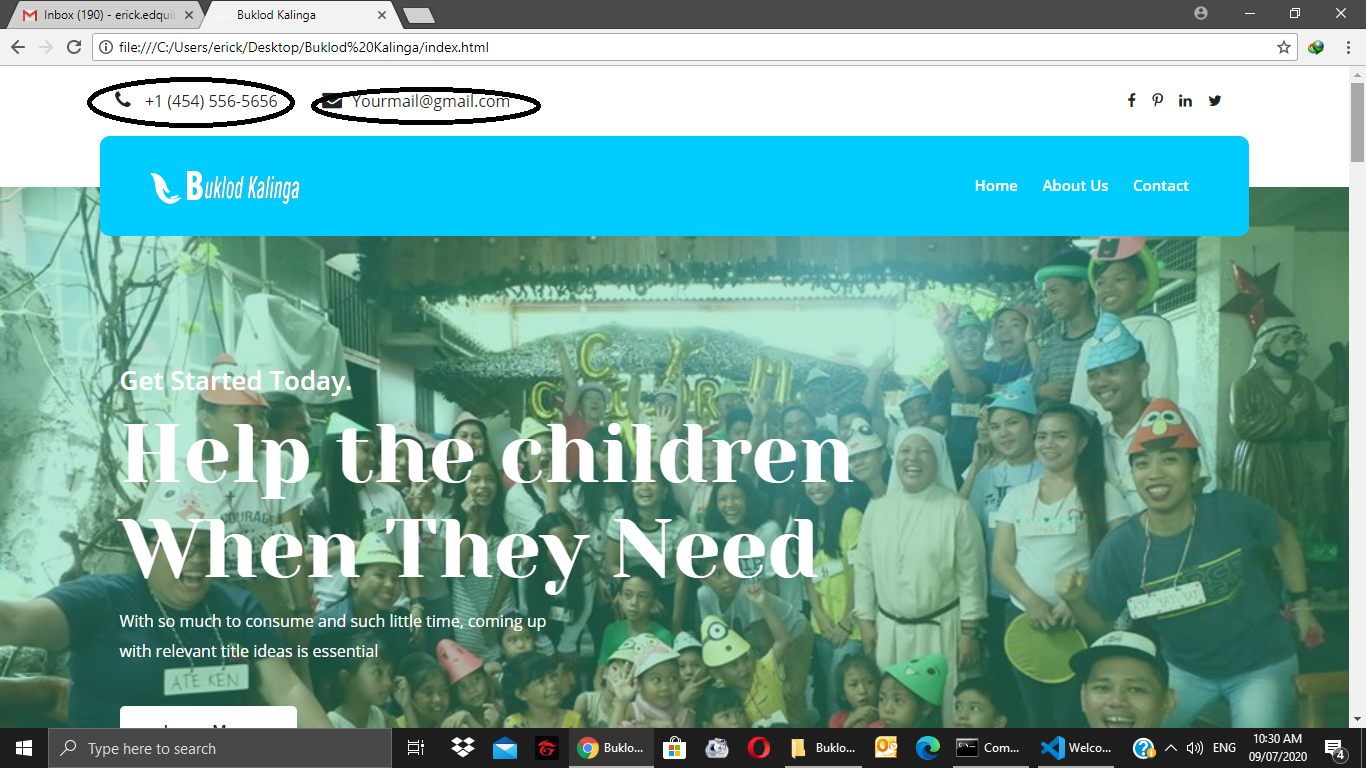 Inbox (190) - erick.edqui
Buklod Kalinga
file:///C:/Users/erick/Desktop/Buklod%20Kalinga/index.html
+1 (454) 556-5656
Yourmail@gmail.com
Buklod Kalinga
Home
About Us
Contact
Get Started Today.
Help the children
When They Need
With so much to consume and such little time, coming up
with relevant title ideas is essential
COURAGE
ATE KEN
Type here to search
Buklo...
Buklo...
Com...
Welco...
ENG
10:30 AM
09/07/2020
4